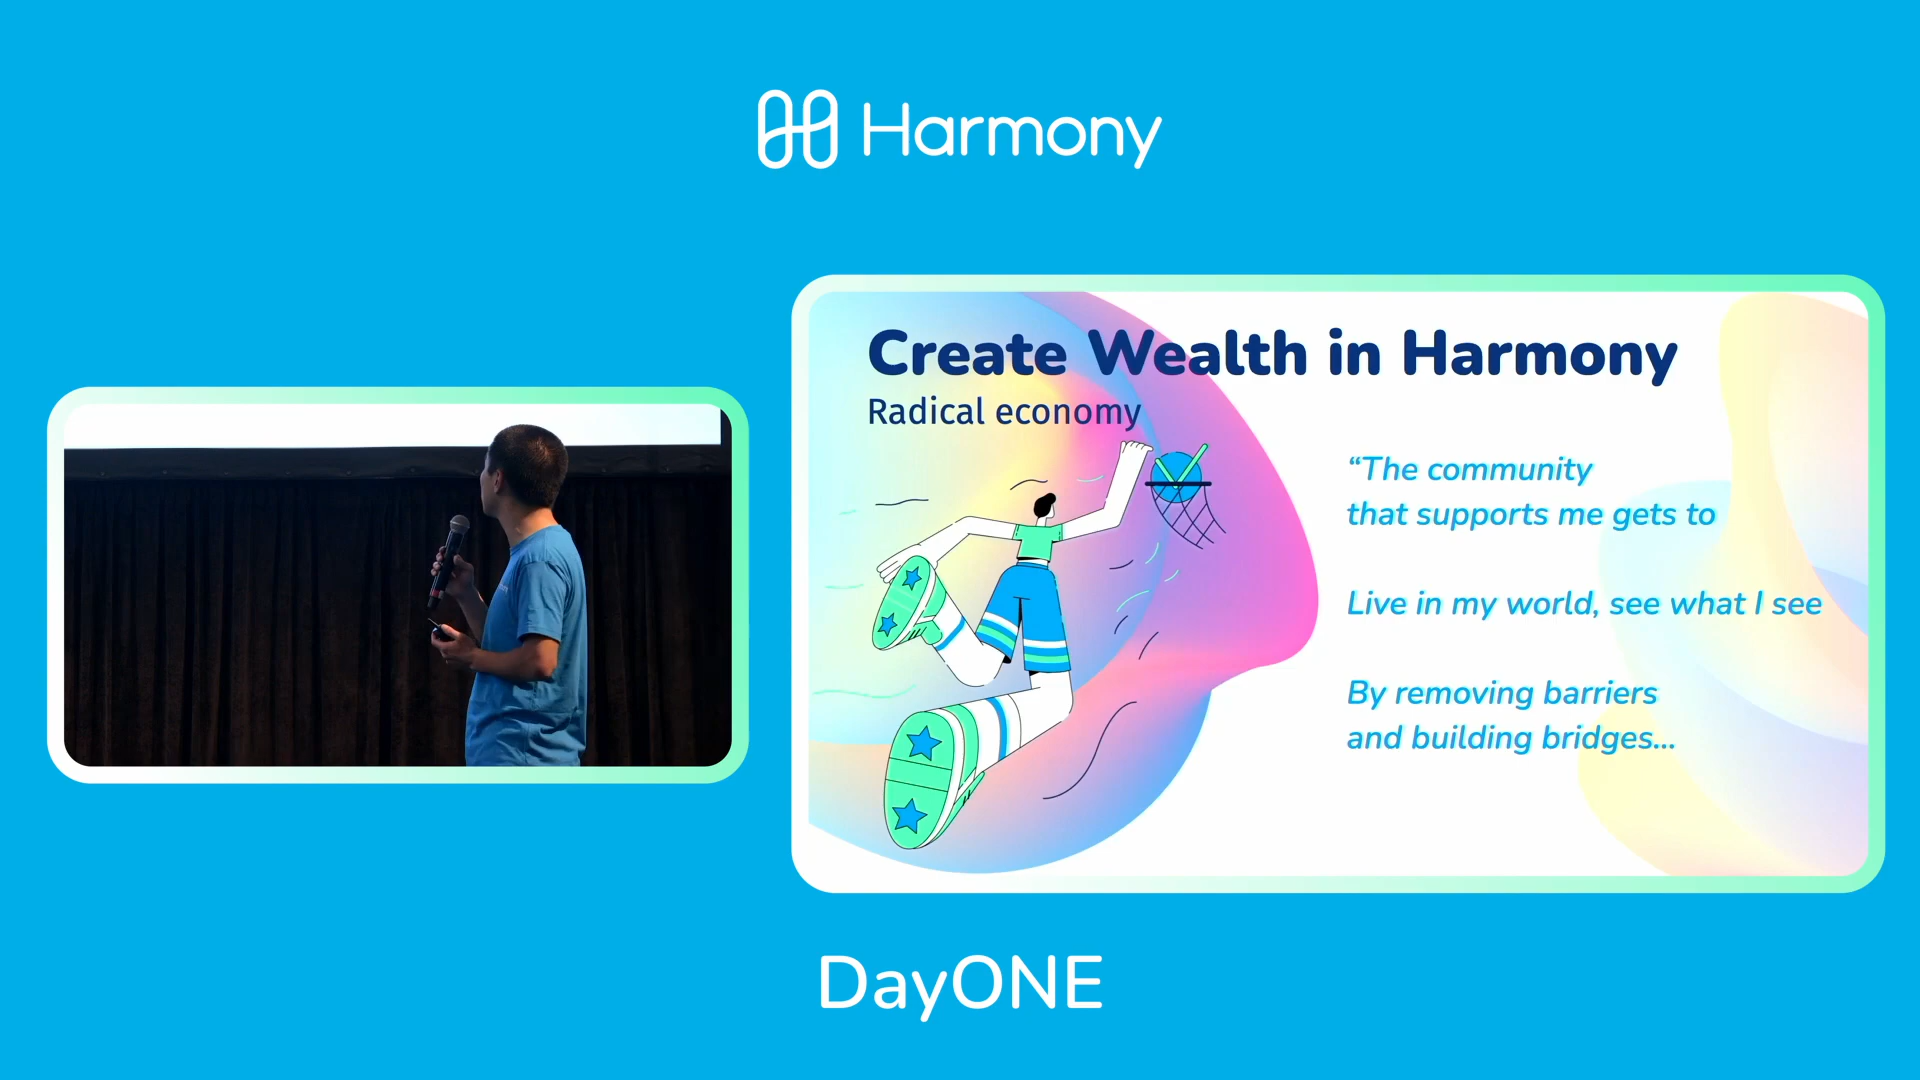 Harmony
Create Wealth in Harmony
Radical economy
“The community
that supports me gets to
Live in my world, see what I see
By removing barriers
and building bridges...
DayONE